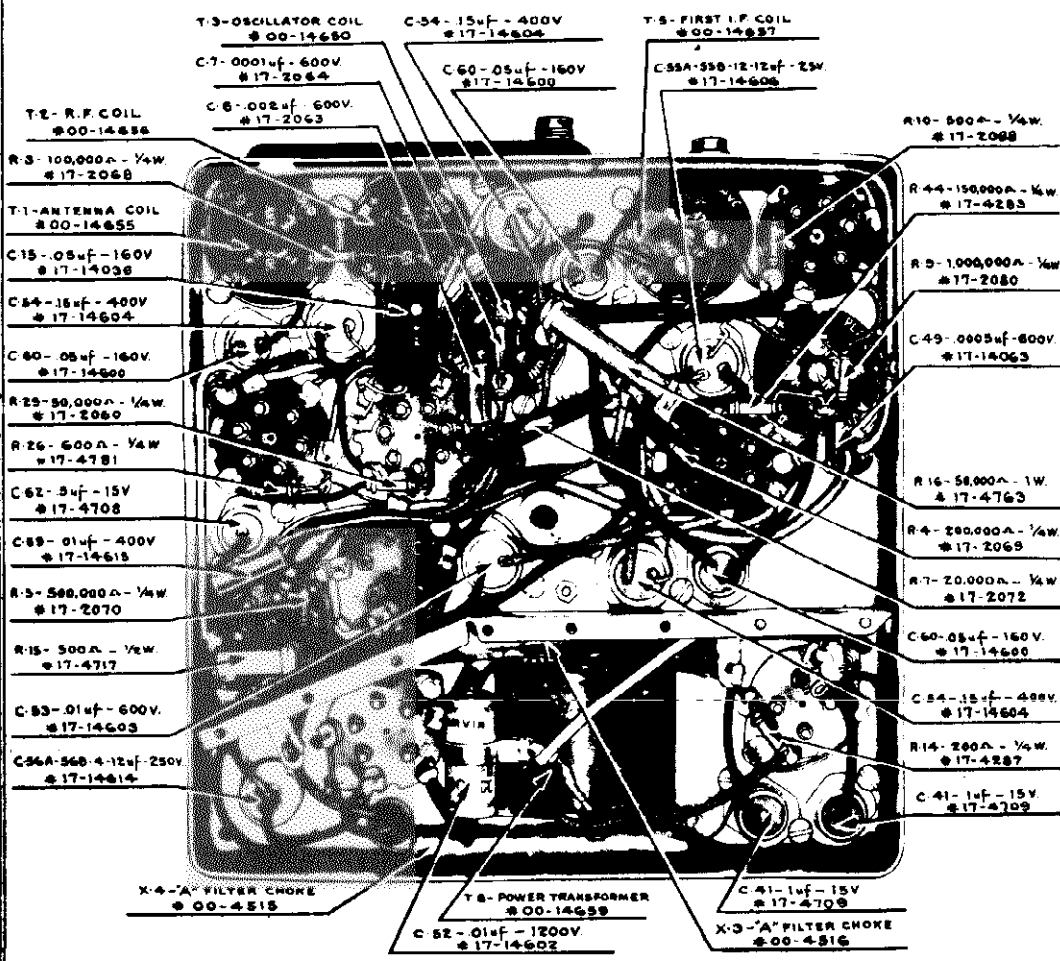 T-3-OSCILLATOR COIL
#00-14680
C-7-.0001uf-600V.
#17-2064
C-8-.002uf-600V.
#17-2063
T-2-R.F. COIL
#00-14656
R-3-100,000Ω-1/4W.
#17-2068
T-1-ANTENNA COIL
#00-14655
C-15-.05uf-160V
#17-14036
C-54-.15uf-400V
#17-14604
C-60-.05uf-160V.
#17-14600
R-29-50,000Ω-1/4W.
#17-2060
R-26-600Ω-1/4W
#17-4781
C-62-.5uf-15V
#17-4708
C-59-.01uf-400V
#17-14615
R-5-500,000Ω-1/4W.
#17-2070
R-15-500Ω-1/2W.
#17-4717
C-53-.01uf-600V.
#17-14603
C-56A-56B-4-12uf-250V.
#17-14614
X-4-"A" FILTER CHOKE
#00-4515
C-54-.15uf-400V
#17-14604
C-60-.05uf-160V
#17-14600
T-5-FIRST I.F. COIL
#00-14657
C-55A-55B-12-12uf-25V.
#17-14606
R-10-500Ω-1/4W.
#17-2088
R-44-150,000Ω-1/4W.
#17-4283
R-9-1,000,000Ω-1/4W
#17-2080
C-49-.0005uf-600V.
#17-14063
R-16-50,000Ω-1W.
#17-4763
R-4-200,000Ω-1/4W.
#17-2069
R-7-20,000Ω-1/4W.
#17-2072
C-60-.05uf-160V.
#17-14600
C-54-.15uf-400V.
#17-14604
R-14-200Ω-1/4W.
#17-4287
C-41-1uf-15V.
#17-4709
C-41-1uf-15V
#17-4709
T-8-POWER TRANSFORMER
#00-14659
X-3-"A" FILTER CHOKE
#00-4516
C-52-.01uf-1200V.
#17-14602